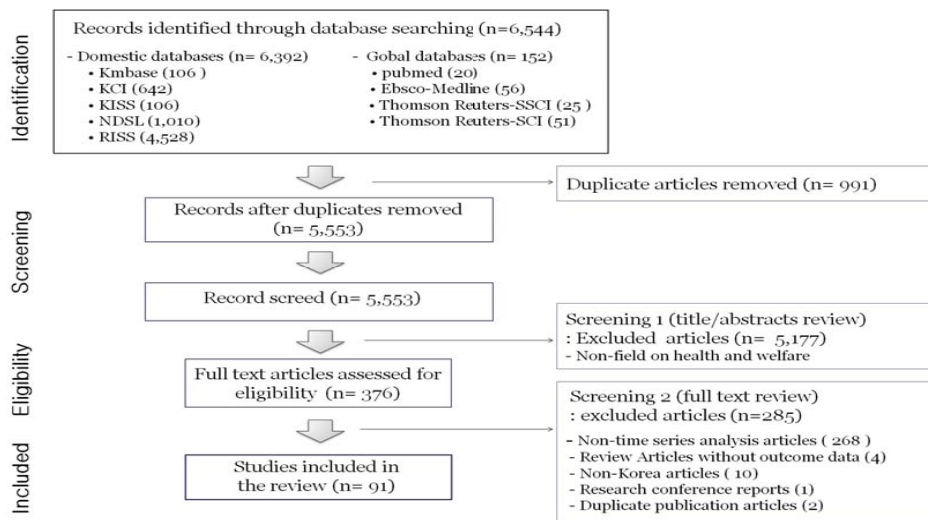 Identification
Records identified through database searching (n=6,544)
- Domestic databases (n= 6,392)
• Kmbase (106 )
• KCI (642)
• KISS (106)
• NDSL (1,010)
• RISS (4,528)
- Gobal databases (n= 152)
• pubmed (20)
• Ebsco-Medline (56)
• Thomson Reuters-SSCI (25 )
• Thomson Reuters-SCI (51)
Duplicate articles removed (n= 991)
Screening
Records after duplicates removed
(n= 5,553)
Record screed (n= 5,553)
Screening 1 (title/abstracts review)
: Excluded articles (n= 5,177)
- Non-field on health and welfare
Eligibility
Full text articles assessed for
eligibility (n= 376)
Screening 2 (full text review)
: excluded articles (n=285)
- Non-time series analysis articles ( 268 )
- Review Articles without outcome data (4)
- Non-Korea articles ( 10)
- Research conference reports (1)
- Duplicate publication articles (2)
Included
Studies included in
the review (n= 91)